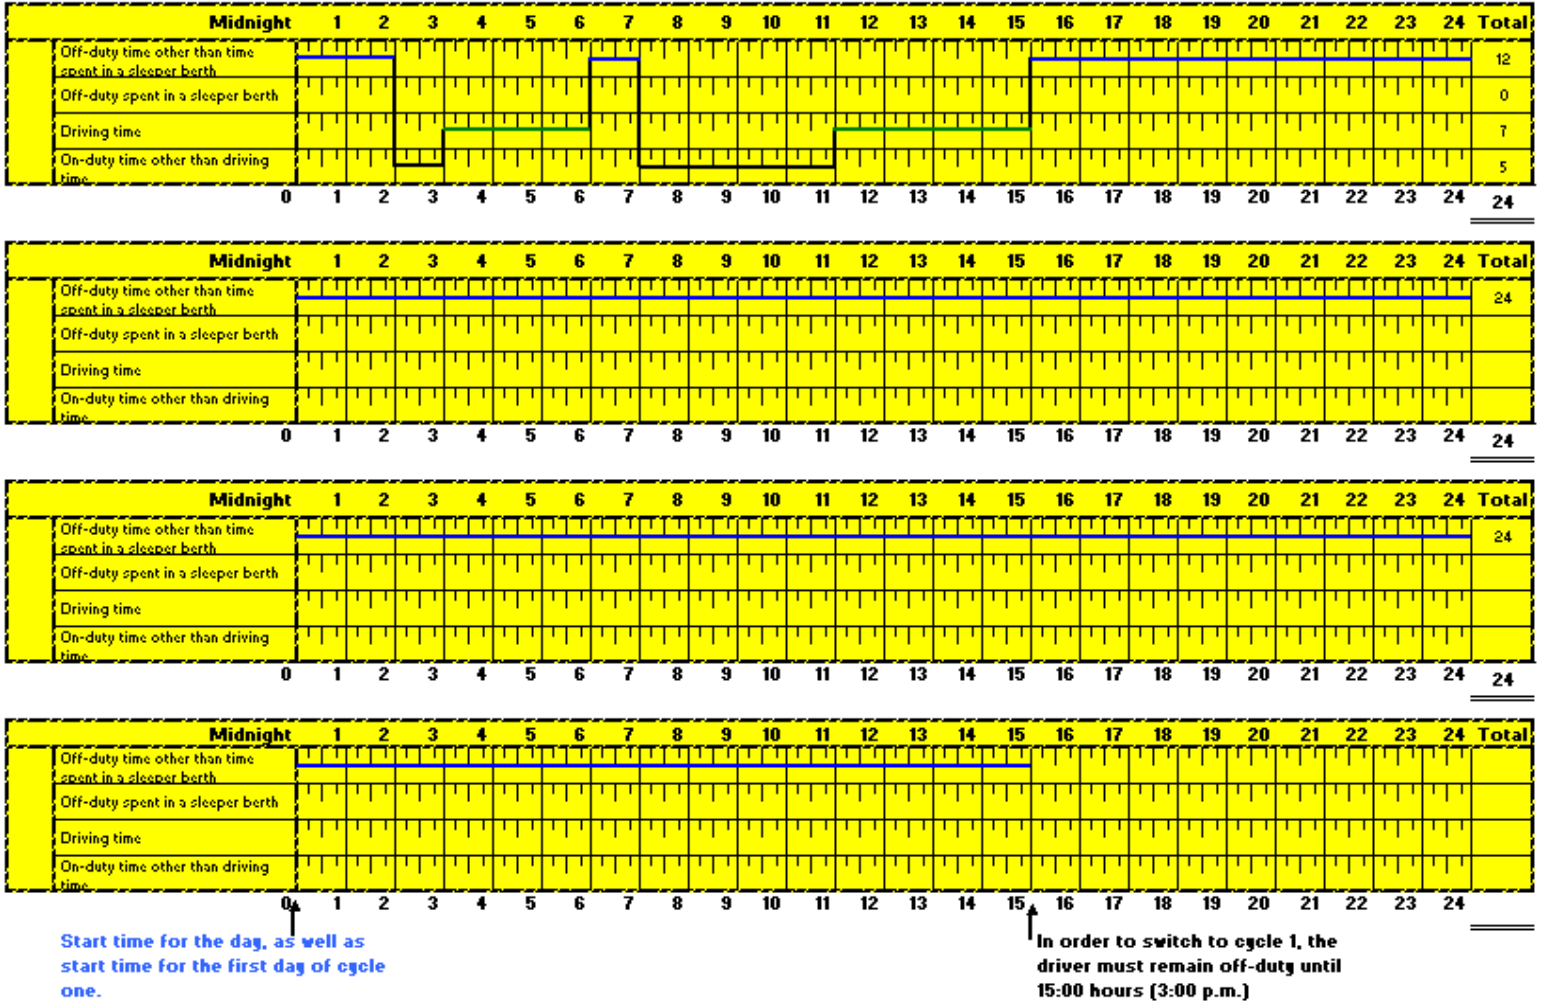 Midnight 1 2 3 4 5 6 7 8 9 10 11 12 13 14 15 16 17 18 19 20 21 22 23 24 Total
Off-duty time other than time
spent in a sleeper berth
12
Off-duty spent in a sleeper berth 0
Driving time 7
On-duty time other than driving
time
5
0 1 2 3 4 5 6 7 8 9 10 11 12 13 14 15 16 17 18 19 20 21 22 23 24 24
Midnight 1 2 3 4 5 6 7 8 9 10 11 12 13 14 15 16 17 18 19 20 21 22 23 24 Total
Off-duty time other than time
spent in a sleeper berth
24
Off-duty spent in a sleeper berth
Driving time
On-duty time other than driving
time
0 1 2 3 4 5 6 7 8 9 10 11 12 13 14 15 16 17 18 19 20 21 22 23 24 24
Midnight 1 2 3 4 5 6 7 8 9 10 11 12 13 14 15 16 17 18 19 20 21 22 23 24 Total
Off-duty time other than time
spent in a sleeper berth
24
Off-duty spent in a sleeper berth
Driving time
On-duty time other than driving
time
0 1 2 3 4 5 6 7 8 9 10 11 12 13 14 15 16 17 18 19 20 21 22 23 24 24
Midnight 1 2 3 4 5 6 7 8 9 10 11 12 13 14 15 16 17 18 19 20 21 22 23 24 Total
Off-duty time other than time
spent in a sleeper berth
Off-duty spent in a sleeper berth
Driving time
On-duty time other than driving
time
0 1 2 3 4 5 6 7 8 9 10 11 12 13 14 15 16 17 18 19 20 21 22 23 24
Start time for the day, as well as
start time for the first day of cycle
one.
In order to switch to cycle 1, the
driver must remain off-duty until
15:00 hours (3:00 p.m.)